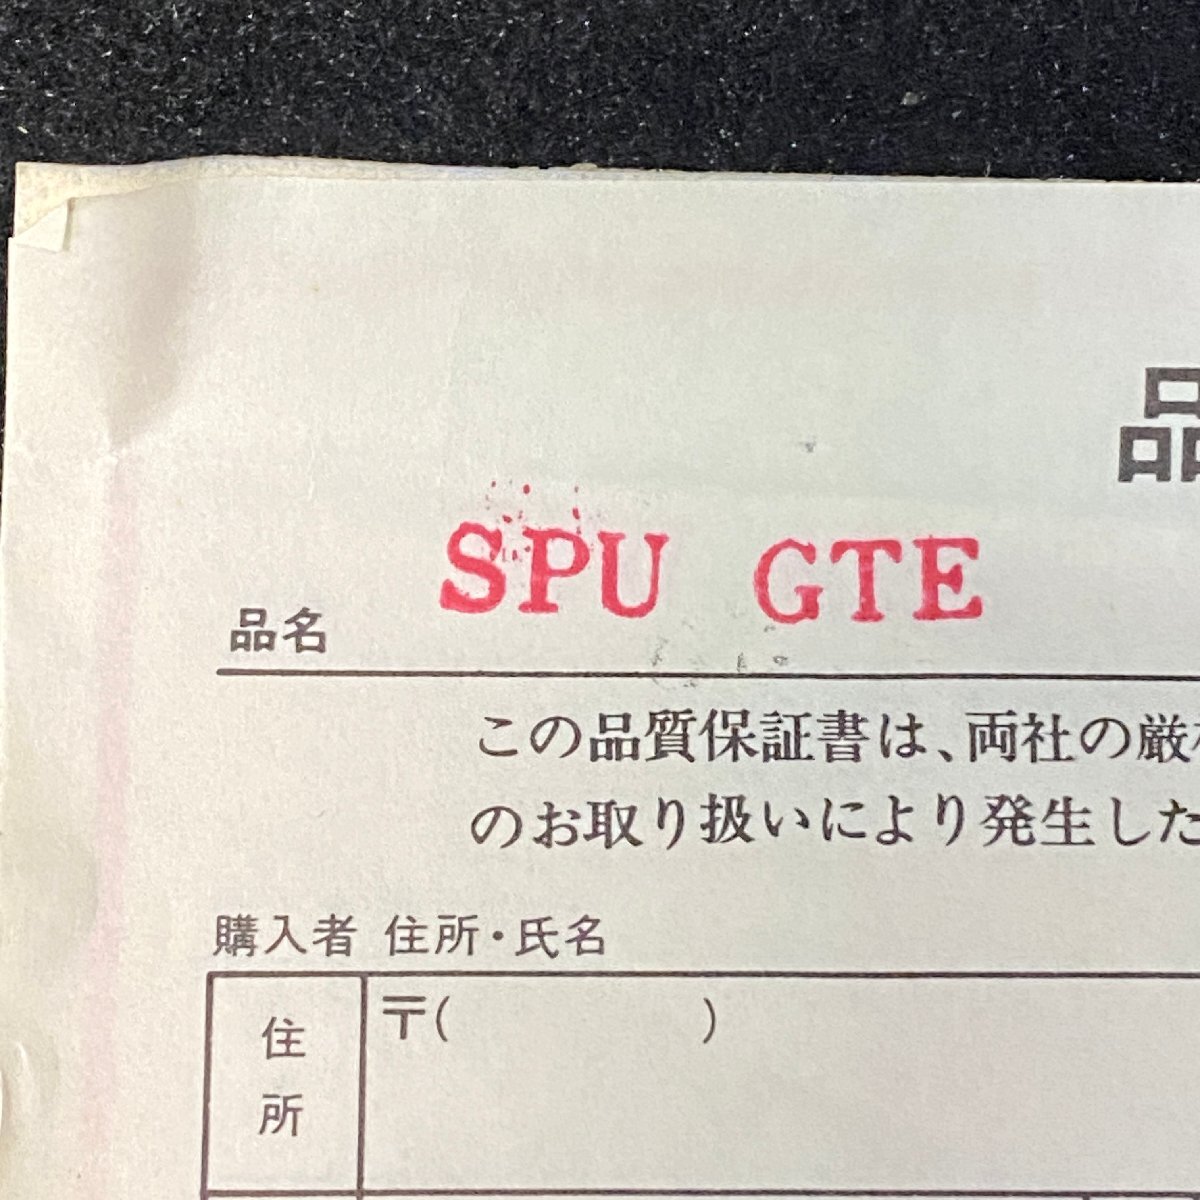 品
SPU GTE
品名
この品質保証書は、両社の厳
のお取り扱いにより発生した
購入者 住所・氏名
住所
〒( )